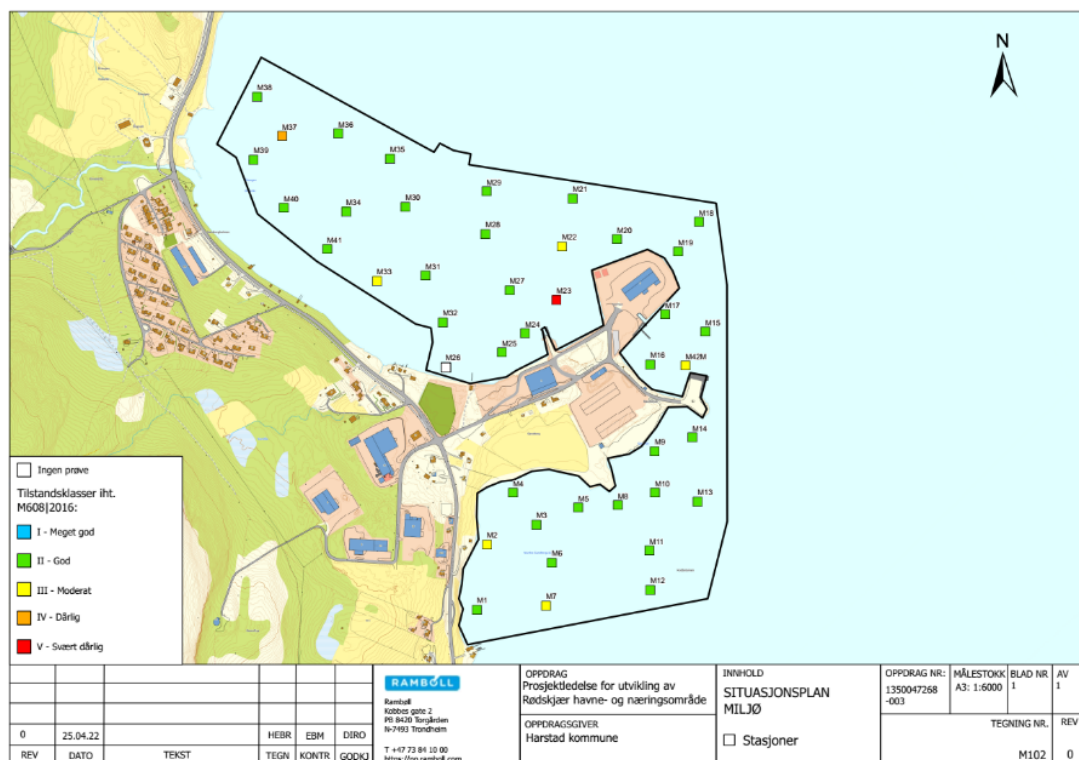 N
M38
M37
M36
M39
M35
M40
M34
M30
M29
M21
M18
M28
M22
M20
M19
M41
M33
M31
M27
M23
M17
M32
M24
M15
M25
M26
M16
M42M
M14
M9
M4
M5
M8
M10
M13
M3
M2
M6
M11
M12
M1
M7
Ingen prøve
Tilstandsklasser iht.
M608|2016:
I - Meget god
II - God
III - Moderat
IV - Dårlig
V - Svært dårlig
0 25.04.22 HEBR EBM DIRO
REV DATO TEKST TEGN KONTR GODKJ
RAMBOLL
Rambøll
Kobbes gate 2
PB 8420 Torgården
N-7493 Trondheim
T +47 73 84 10 00
https://no.ramboll.com
OPPDRAG
Prosjektledelse for utvikling av
Rødskjær havne- og næringsområde
OPPDRAGSGIVER
Harstad kommune
INNHOLD
SITUASJONSPLAN
MILJØ
Stasjoner
OPPDRAG NR:
1350047268
-003
MÅLESTOKK
A3: 1:6000
BLAD NR
1
AV
1
TEGNING NR.
M102
REV
0